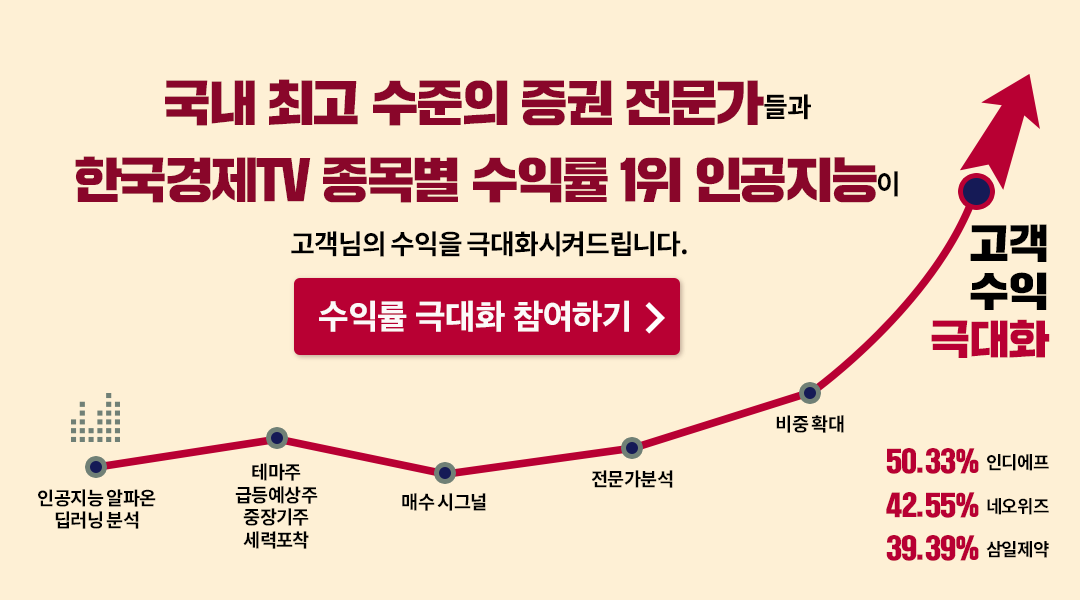 국내 최고 수준의 증권 전문가들과
한국경제TV 종목별 수익률 1위 인공지능이
고객님의 수익을 극대화시켜드립니다.
수익률 극대화 참여하기
고객
수익
극대화
인공지능 알파온
딥러닝 분석
테마주
급등예상주
중장기주
세력포착
매수 시그널
전문가분석
비중 확대
50.33% 인디에프
42.55% 네오위즈
39.39% 삼일제약